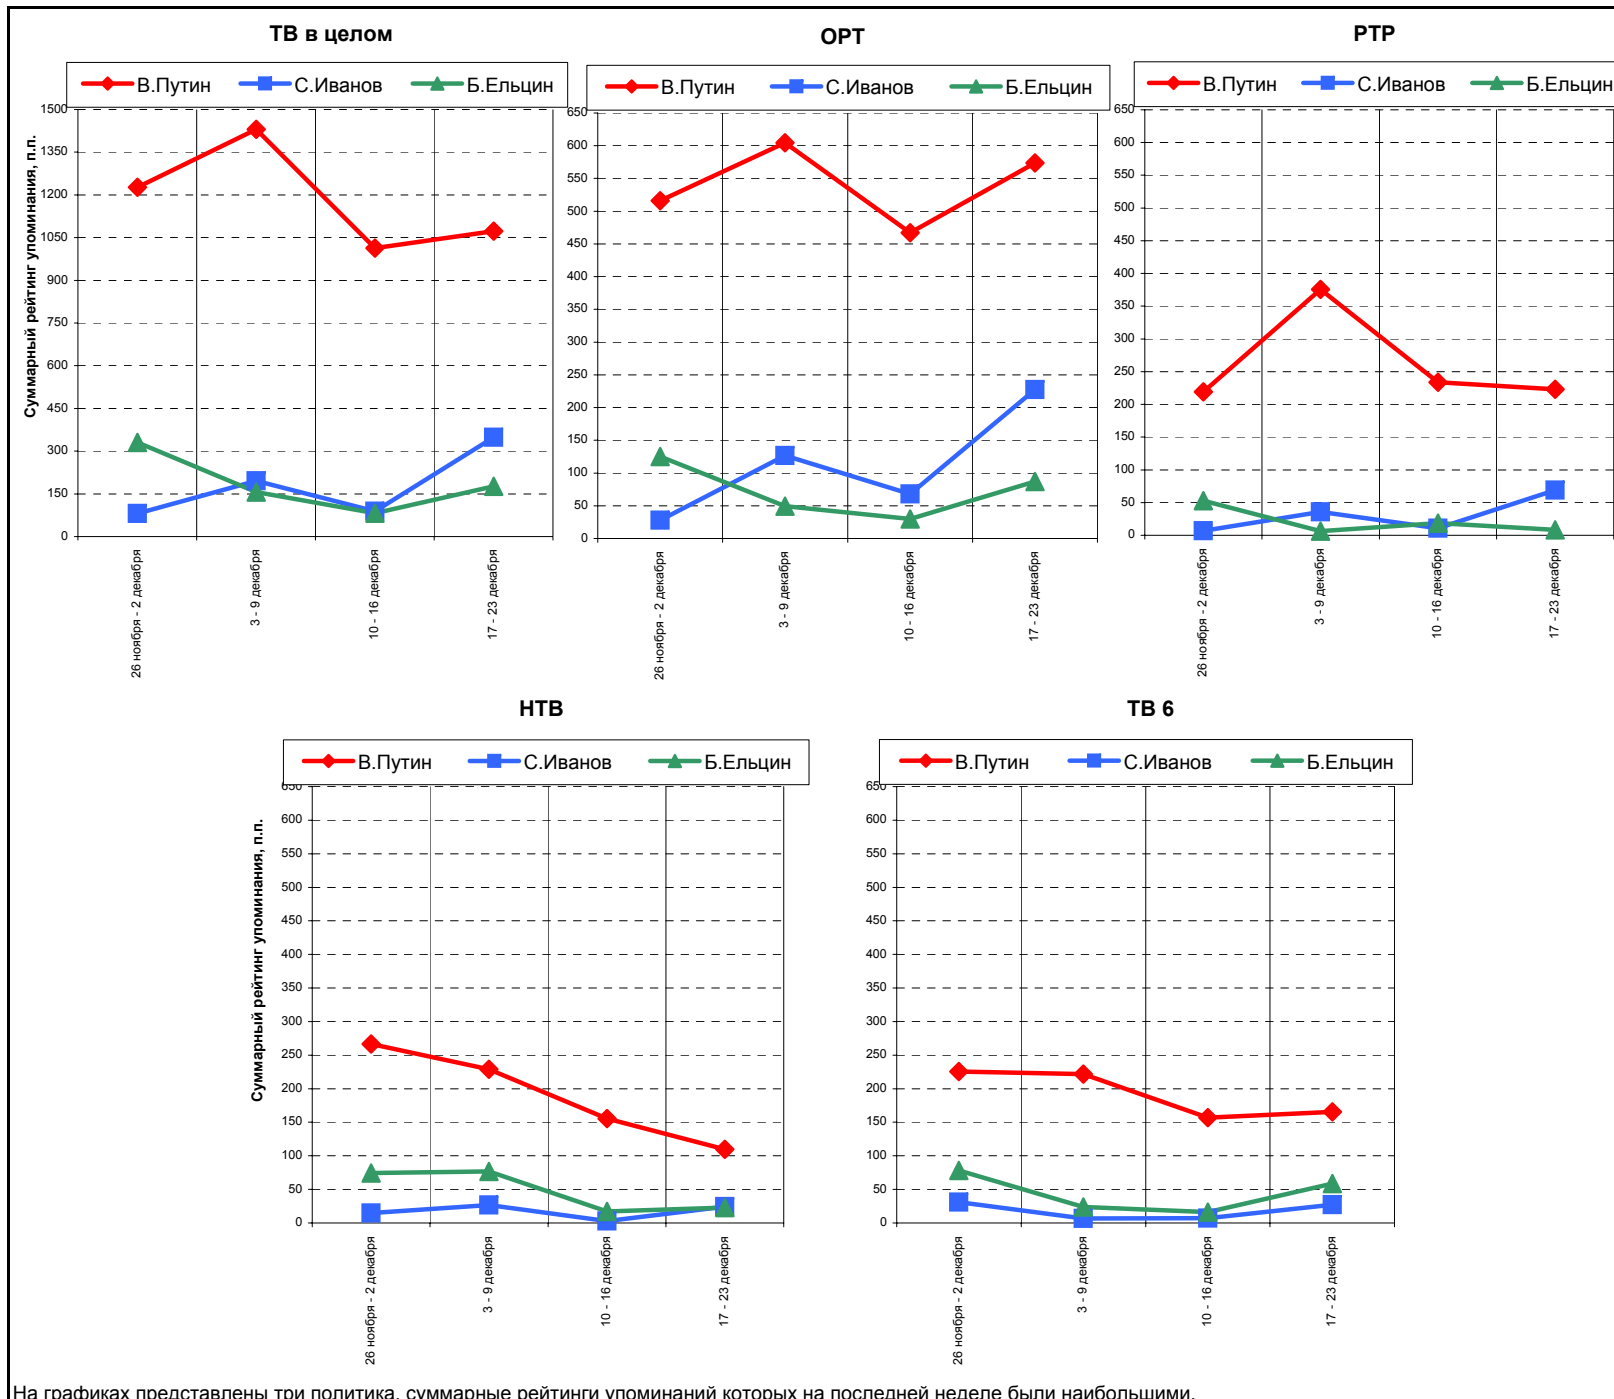 ТВ в целом
В.Путин С.Иванов Б.Ельцин
Суммарный рейтинг упоминания, п.п.
1500
1350
1200
1050
900
750
600
450
300
150
0
26 ноября - 2 декабря
3 - 9 декабря
10 - 16 декабря
17 - 23 декабря
ОРТ
В.Путин С.Иванов Б.Ельцин
650
600
550
500
450
400
350
300
250
200
150
100
50
0
26 ноября - 2 декабря
3 - 9 декабря
10 - 16 декабря
17 - 23 декабря
РТР
В.Путин С.Иванов Б.Ельцин
650
600
550
500
450
400
350
300
250
200
150
100
50
0
26 ноября - 2 декабря
3 - 9 декабря
10 - 16 декабря
17 - 23 декабря
НТВ
В.Путин С.Иванов Б.Ельцин
Суммарный рейтинг упоминания, п.п.
650
600
550
500
450
400
350
300
250
200
150
100
50
0
26 ноября - 2 декабря
3 - 9 декабря
10 - 16 декабря
17 - 23 декабря
ТВ 6
В.Путин С.Иванов Б.Ельцин
650
600
550
500
450
400
350
300
250
200
150
100
50
0
26 ноября - 2 декабря
3 - 9 декабря
10 - 16 декабря
17 - 23 декабря
На графиках представлены три политика, суммарные рейтинги упоминаний которых на последней неделе были наибольшими.